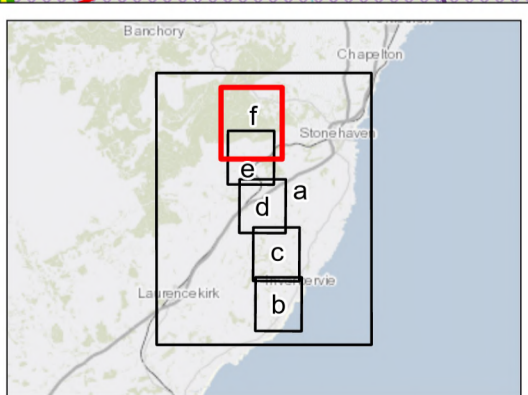 Banchory
Chapelton
f
Stonehaven
e
a
d
c
Inverbervie
Laurencekirk
b